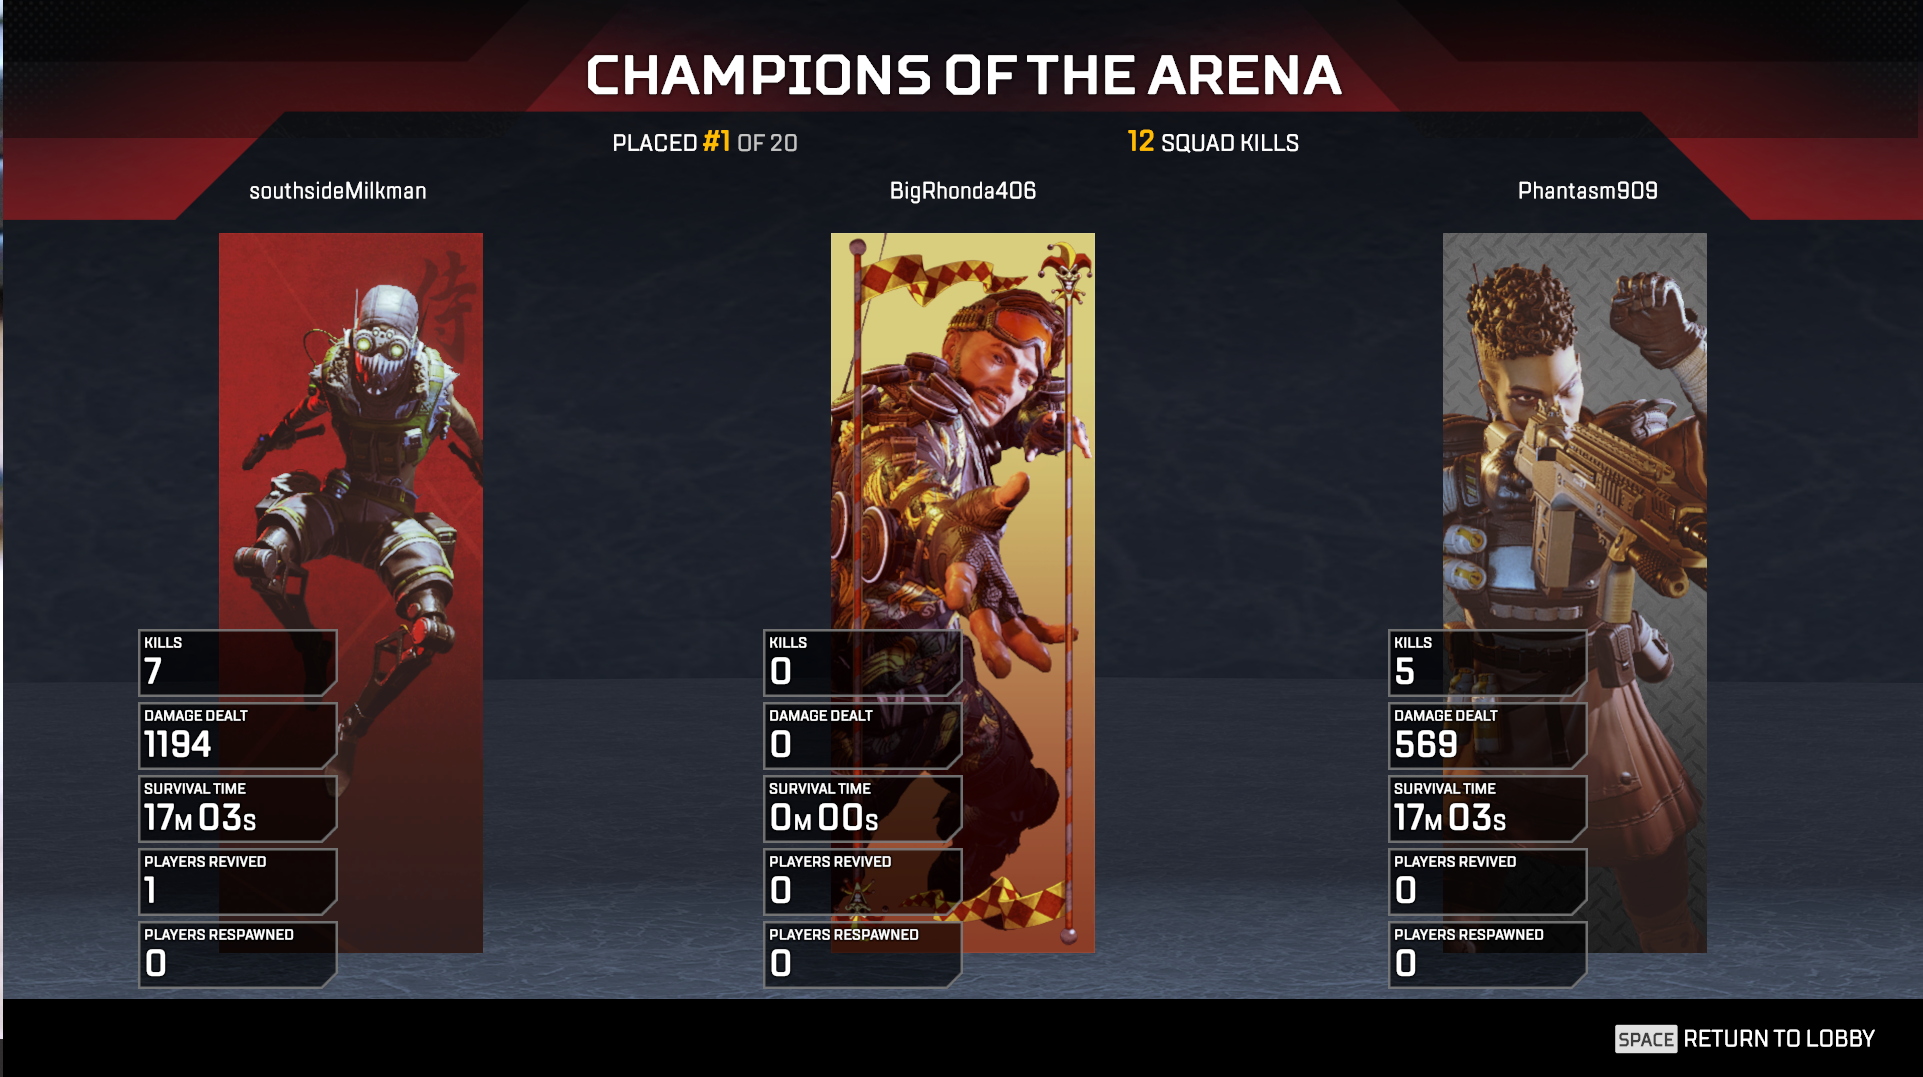 CHAMPIONS OF THE ARENA
PLACED #1 OF 20
12 SQUAD KILLS
southsideMilkman
BigRhonda406
Phantasm909
侍
KILLS
7
DAMAGE DEALT
1194
SURVIVAL TIME
17M 03S
PLAYERS REVIVED
1
PLAYERS RESPAWNED
0
KILLS
0
DAMAGE DEALT
0
SURVIVAL TIME
0M 00S
PLAYERS REVIVED
0
PLAYERS RESPAWNED
0
KILLS
5
DAMAGE DEALT
569
SURVIVAL TIME
17M 03S
PLAYERS REVIVED
0
PLAYERS RESPAWNED
0
SPACE RETURN TO LOBBY